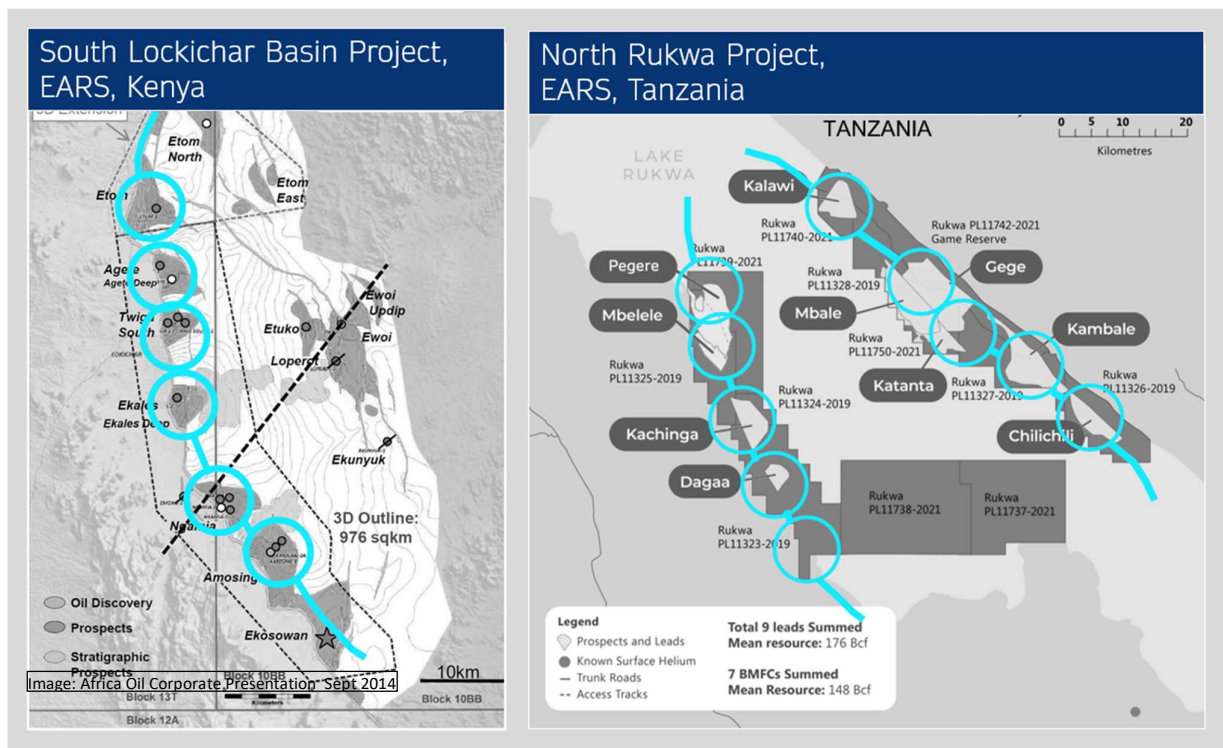 South Lockichar Basin Project,
EARS, Kenya
3D Extension
Etom
North
Etom
East
Etom
Agete
Agete Deep
Twiga
South
Etuko
Ewoi
Updip
Ewoi
Loperot
Ekales
Ekales Deep
Ekunyuk
Ngamia
3D Outline:
976 sqkm
Amosing
Ekosowan
Oil Discovery
Prospects
Stratigraphic
Prospects
10km
Block 10BB
Image: Africa Oil Corporate Presentation Sept 2014
Block 13T
Kilometers
Block 10BB
Block 12A
North Rukwa Project,
EARS, Tanzania
TANZANIA
0 5 10 20
Kilometres
LAKE
RUKWA
Kalawi
Rukwa
PL11740-2021
Rukwa PL11742-2021
Game Reserve
Rukwa
PL11739-2021
Pegere
Gege
Rukwa
PL11328-2019
Mbelele
Mbale
Kambale
Rukwa
PL11750-2021
Rukwa
PL11325-2019
Katanta
Rukwa
PL11327-2019
Rukwa
PL11326-2019
Rukwa
PL11324-2019
Kachinga
Chilichili
Dagaa
Rukwa
PL11738-2021
Rukwa
PL11737-2021
Rukwa
PL11323-2019
Legend
Prospects and Leads
Known Surface Helium
Trunk Roads
Access Tracks
Total 9 leads Summed
Mean resource: 176 Bcf
7 BMFCs Summed
Mean Resource: 148 Bcf